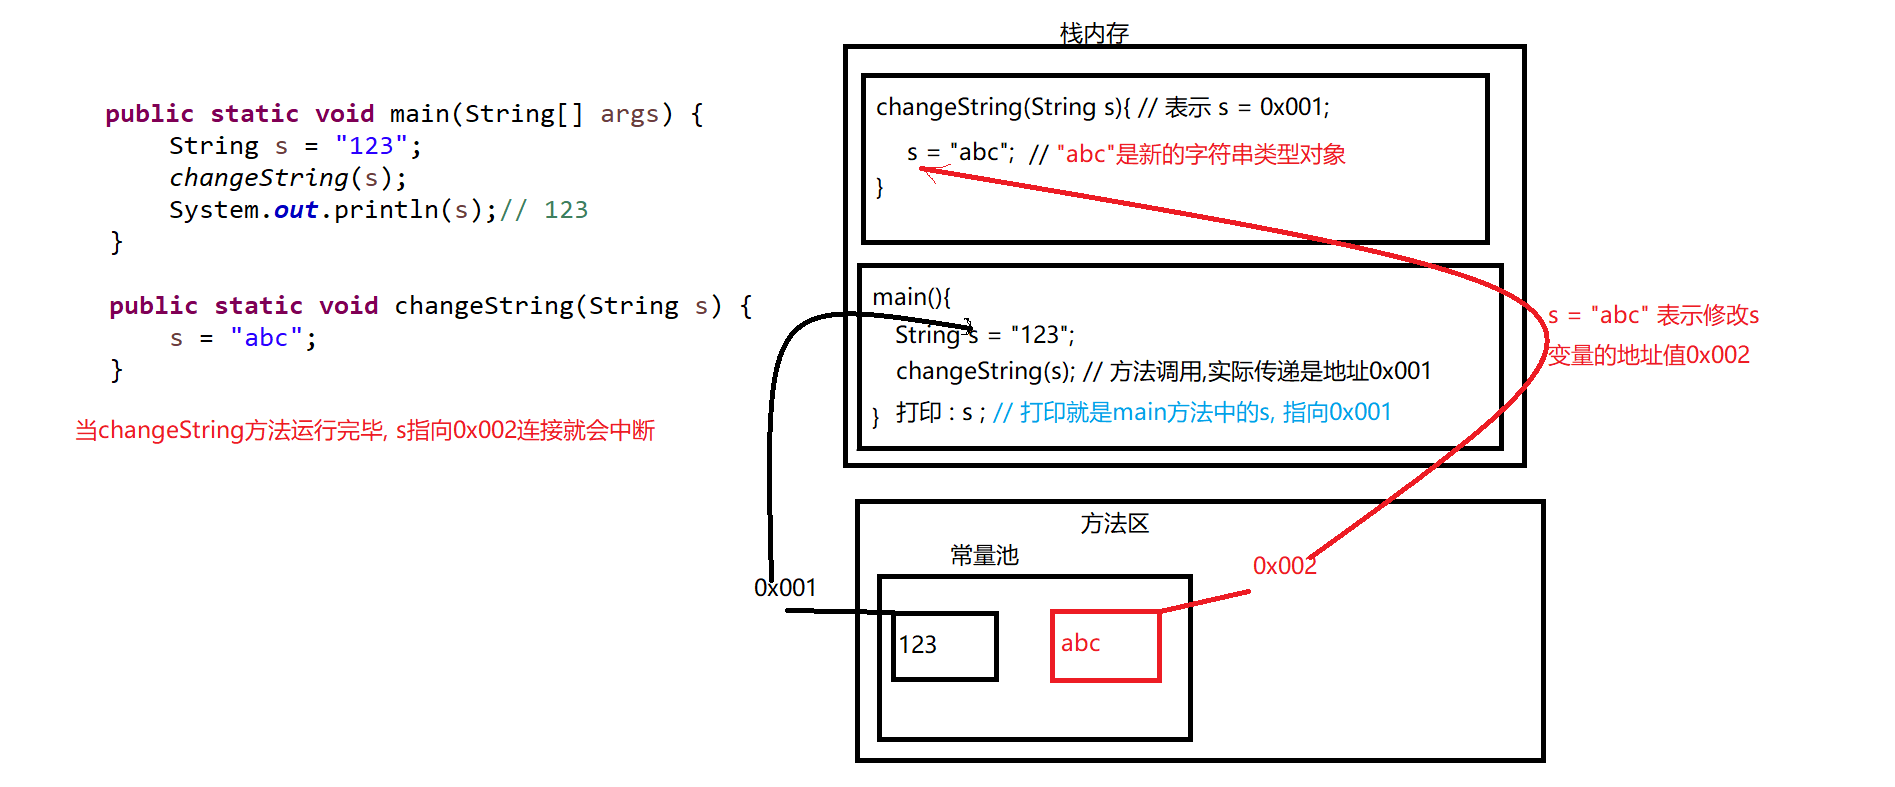 public static void main(String[] args) {
String s = "123";
changeString(s);
System.out.println(s);// 123
}
public static void changeString(String s) {
s = "abc";
}
当changeString方法运行完毕, s指向0x002连接就会中断
栈内存
changeString(String s){ // 表示 s = 0x001;
s = "abc"; // "abc"是新的字符串类型对象
}
main(){
String s = "123";
changeString(s); // 方法调用,实际传递是地址0x001
} 打印 : s ; // 打印就是main方法中的s, 指向0x001
s = "abc" 表示修改s
变量的地址值0x002
方法区
常量池
0x002
0x001
123
abc